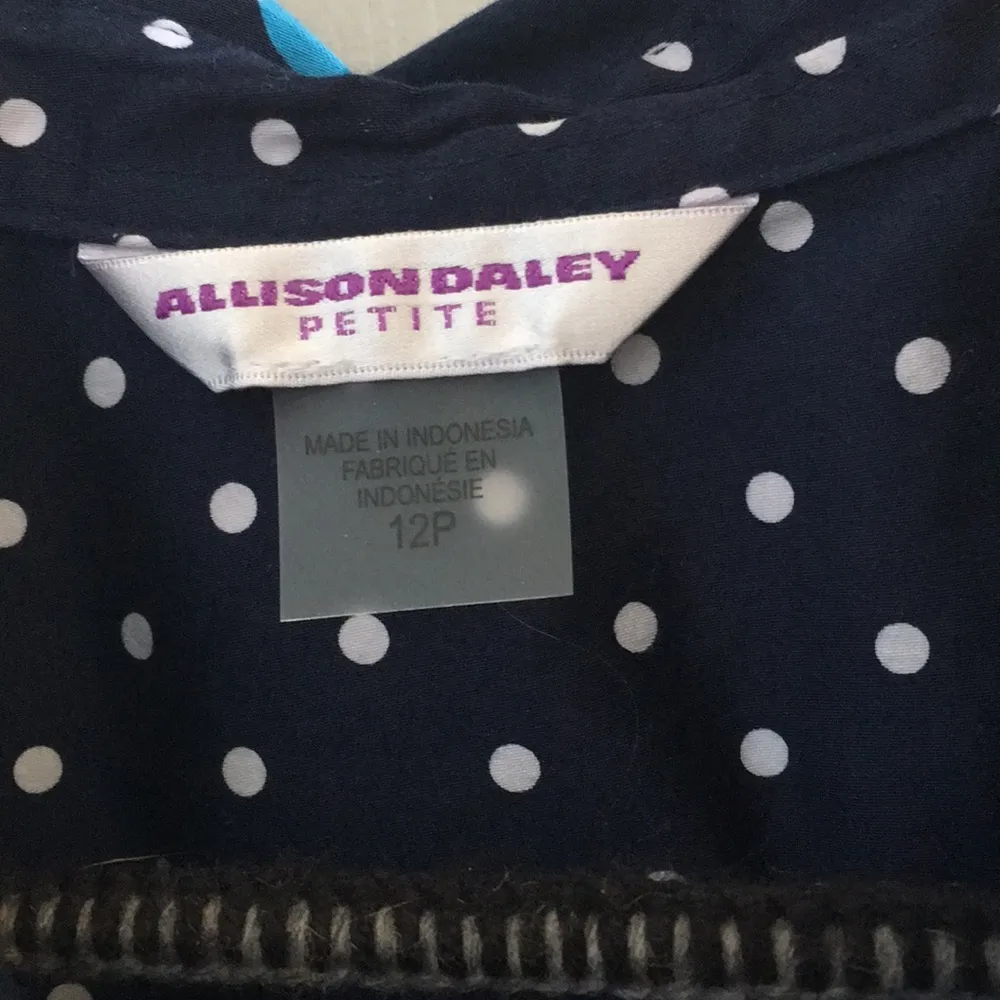 ALLISON DALEY
PETITE
MADE IN INDONESIA
FABRIQUÉ EN
INDONÉSIE
12P